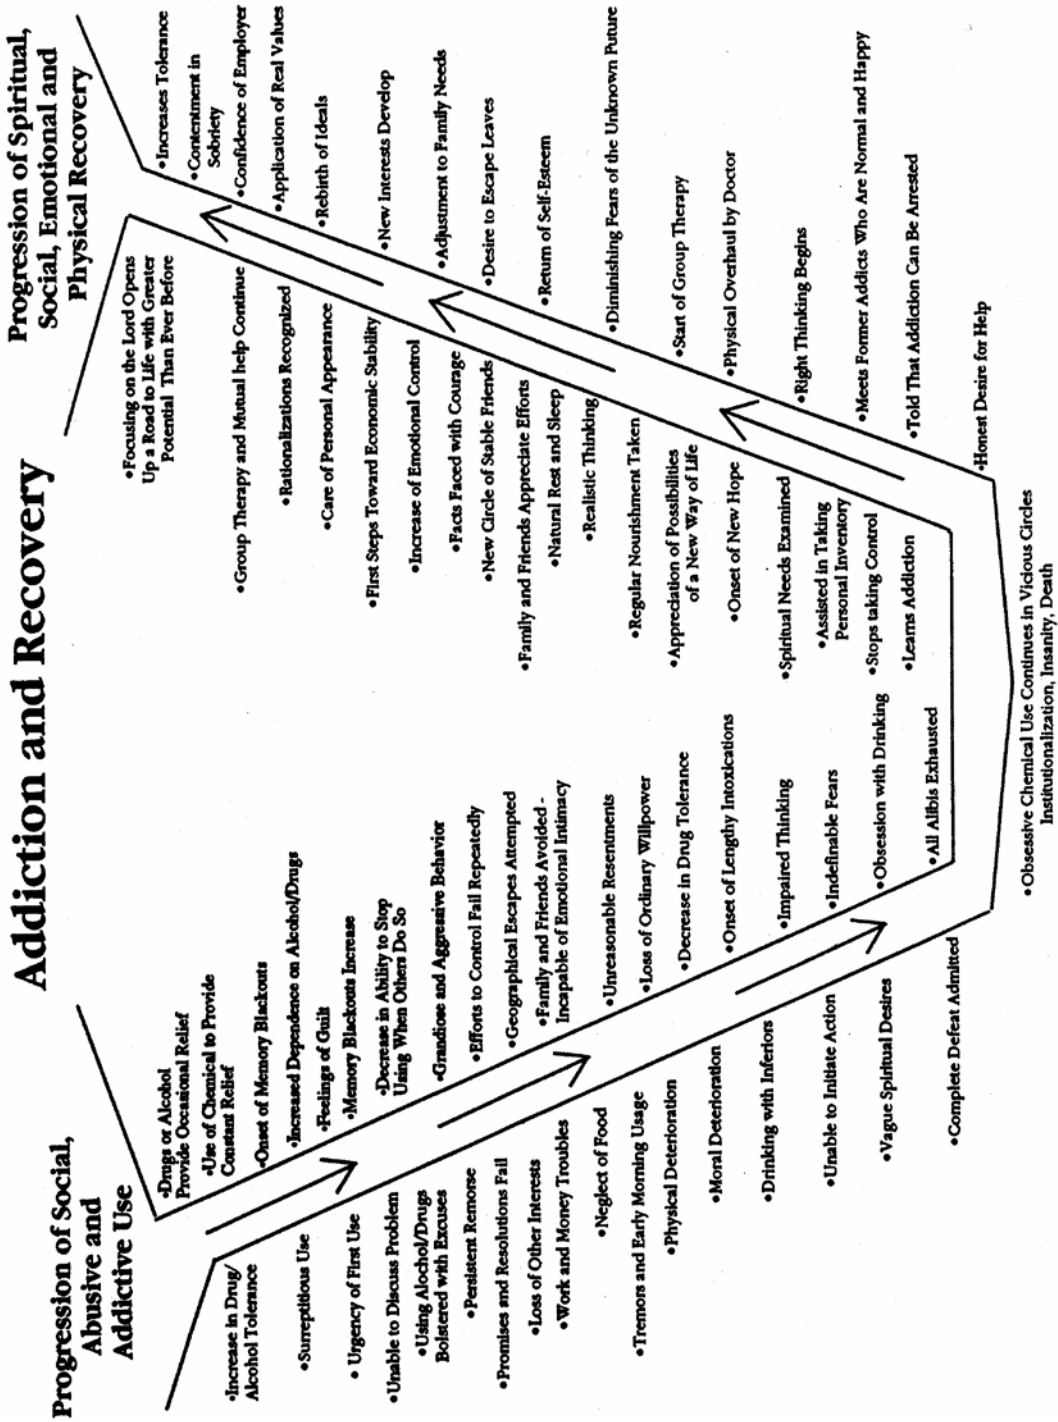 Addiction and Recovery
Progression of Social,
Abusive and
Addictive Use
Progression of Spiritual,
Social, Emotional and
Physical Recovery
•Increase in Drug/
Alcohol Tolerance
•Surreptitious Use
• Urgency of First Use
•Unable to Discuss Problem
•Using Alochol/Drugs
Bolstered with Excuses
•Persistent Remorse
•Promises and Resolutions Fail
•Loss of Other Interests
•Work and Money Troubles
•Neglect of Food
•Tremors and Early Morning Usage
•Physical Deterioration
•Moral Deterioration
•Drinking with Inferiors
•Unable to Initiate Action
•Vague Spiritual Desires
•Complete Defeat Admitted
•Drugs or Alcohol
Provide Occasional Relief
•Use of Chemical to Provide
Constant Relief
•Onset of Memory Blackouts
•Increased Dependence on Alcohol/Drugs
•Feelings of Guilt
•Memory Blackouts Increase
•Decrease in Ability to Stop
Using When Others Do So
•Grandiose and Aggressive Behavior
•Efforts to Control Fail Repeatedly
•Geographical Escapes Attempted
•Family and Friends Avoided -
Incapable of Emotional Intimacy
•Unreasonable Resentments
•Loss of Ordinary Willpower
•Decrease in Drug Tolerance
•Onset of Lengthy Intoxications
•Impaired Thinking
•Indefinable Fears
•Obsession with Drinking
•All Alibis Exhausted
•Obsessive Chemical Use Continues in Vicious Circles
Institutionalization, Insanity, Death
•Focusing on the Lord Opens
Up a Road to Life with Greater
Potential Than Ever Before
•Group Therapy and Mutual help Continue
•Rationalizations Recognized
•Care of Personal Appearance
•First Steps Toward Economic Stability
•Increase of Emotional Control
•Facts Faced with Courage
•New Circle of Stable Friends
•Family and Friends Appreciate Efforts
•Natural Rest and Sleep
•Realistic Thinking
•Regular Nourishment Taken
•Appreciation of Possibilities
of a New Way of Life
•Onset of New Hope
•Spiritual Needs Examined
•Assisted in Taking
Personal Inventory
•Stops taking Control
•Learns Addiction
•Increases Tolerance
•Contentment in
Sobriety
•Confidence of Employer
•Application of Real Values
•Rebirth of Ideals
•New Interests Develop
•Adjustment to Family Needs
•Desire to Escape Leaves
•Return of Self-Esteem
•Diminishing Fears of the Unknown Future
•Start of Group Therapy
•Physical Overhaul by Doctor
•Right Thinking Begins
•Meets Former Addicts Who Are Normal and Happy
•Told That Addiction Can Be Arrested
•Honest Desire for Help